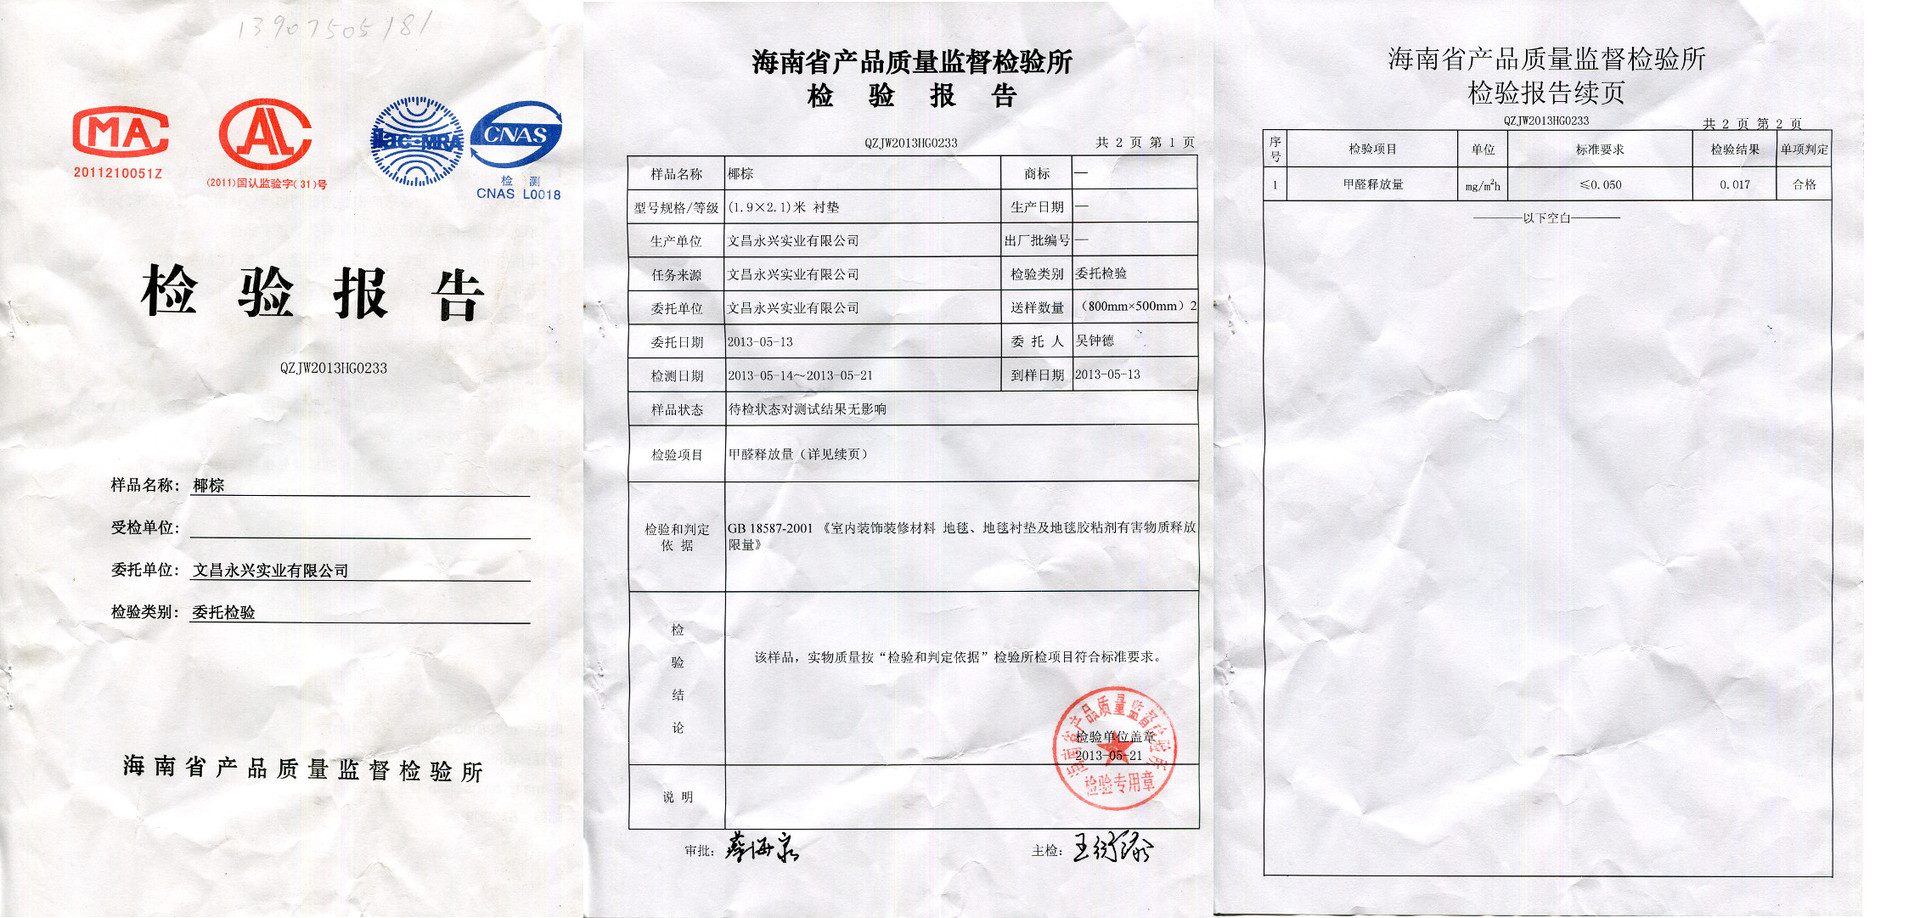 13907505181
MA
2011210051Z
AL
(2011)国认监验字(31)号
ilac-MRA
CNAS
检 测
CNAS L0018
检 验 报 告
QZJW2013HG0233
样品名称: 椰棕
受检单位:
委托单位: 文昌永兴实业有限公司
检验类别: 委托检验
海南省产品质量监督检验所
海南省产品质量监督检验所
检 验 报 告
QZJW2013HG0233 共 2 页 第 1 页
样品名称 椰棕 商标 —
型号规格/等级 (1.9×2.1)米 衬垫 生产日期 —
生产单位 文昌永兴实业有限公司 出厂批编号 —
任务来源 文昌永兴实业有限公司 检验类别 委托检验
委托单位 文昌永兴实业有限公司 送样数量 (800mm×500mm) 2
委托日期 2013-05-13 委 托 人 吴钟德
检测日期 2013-05-14～2013-05-21 到样日期 2013-05-13
样品状态 待检状态对测试结果无影响
检验项目 甲醛释放量（详见续页）
检验和判定
依 据
GB 18587-2001 《室内装饰装修材料 地毯、地毯衬垫及地毯胶粘剂有害物质释放
限量》
检
验
结
论
该样品，实物质量按“检验和判定依据”检验所检项目符合标准要求。
海南省产品质量监督检验所
检验单位盖章
2013-05-21
检验专用章
说 明
审批: 主检:
海南省产品质量监督检验所
检验报告续页
QZJW2013HG0233
共 2 页 第 2 页
序号 检验项目 单位 标准要求 检验结果 单项判定
1 甲醛释放量 mg/m²h ≤0.050 0.017 合格
———以下空白———